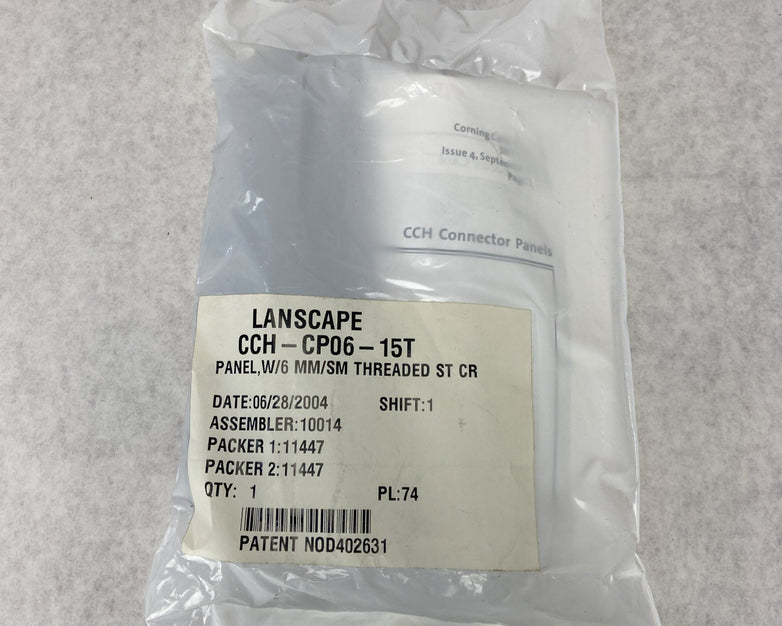 Corning
Issue 4,
CCH Connector Panels
LANSCAPE
CCH-CP06-15T
PANEL,W/6 MM/SM THREADED ST CR
DATE:06/28/2004 SHIFT:1
ASSEMBLER:10014
PACKER 1:11447
PACKER 2:11447
QTY: 1 PL:74
PATENT NOD402631